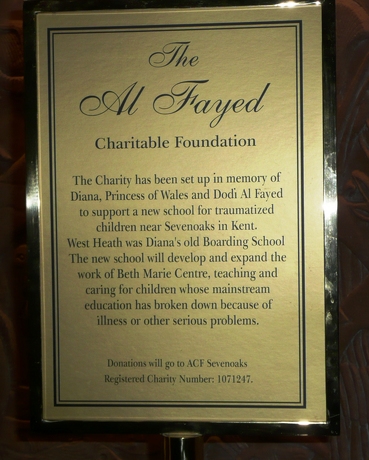 The
Al Fayed
Charitable Foundation
The Charity has been set up in memory of
Diana, Princess of Wales and Dodi Al Fayed
to support a new school for traumatized
children near Sevenoaks in Kent.
West Heath was Diana's old Boarding School
The new school will develop and expand the
work of Beth Marie Centre, teaching and
caring for children whose mainstream
education has broken down because of
illness or other serious problems.
Donations will go to ACF Sevenoaks
Registered Charity Number: 1071247.